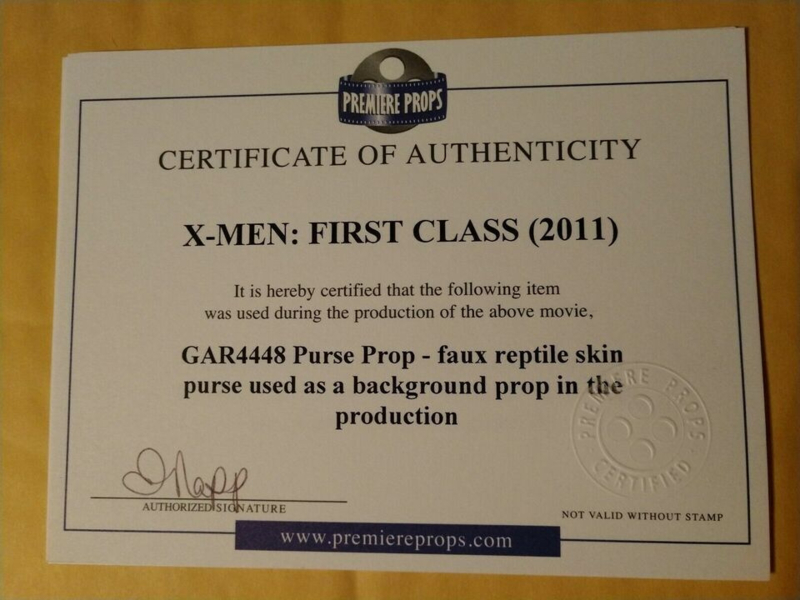 PREMIERE PROPS
CERTIFICATE OF AUTHENTICITY
X-MEN: FIRST CLASS (2011)
It is hereby certified that the following item
was used during the production of the above movie,
GAR4448 Purse Prop - faux reptile skin
purse used as a background prop in the
production
PREMIERE PROPS
CERTIFIED
AUTHORIZED SIGNATURE
NOT VALID WITHOUT STAMP
www.premiereprops.com